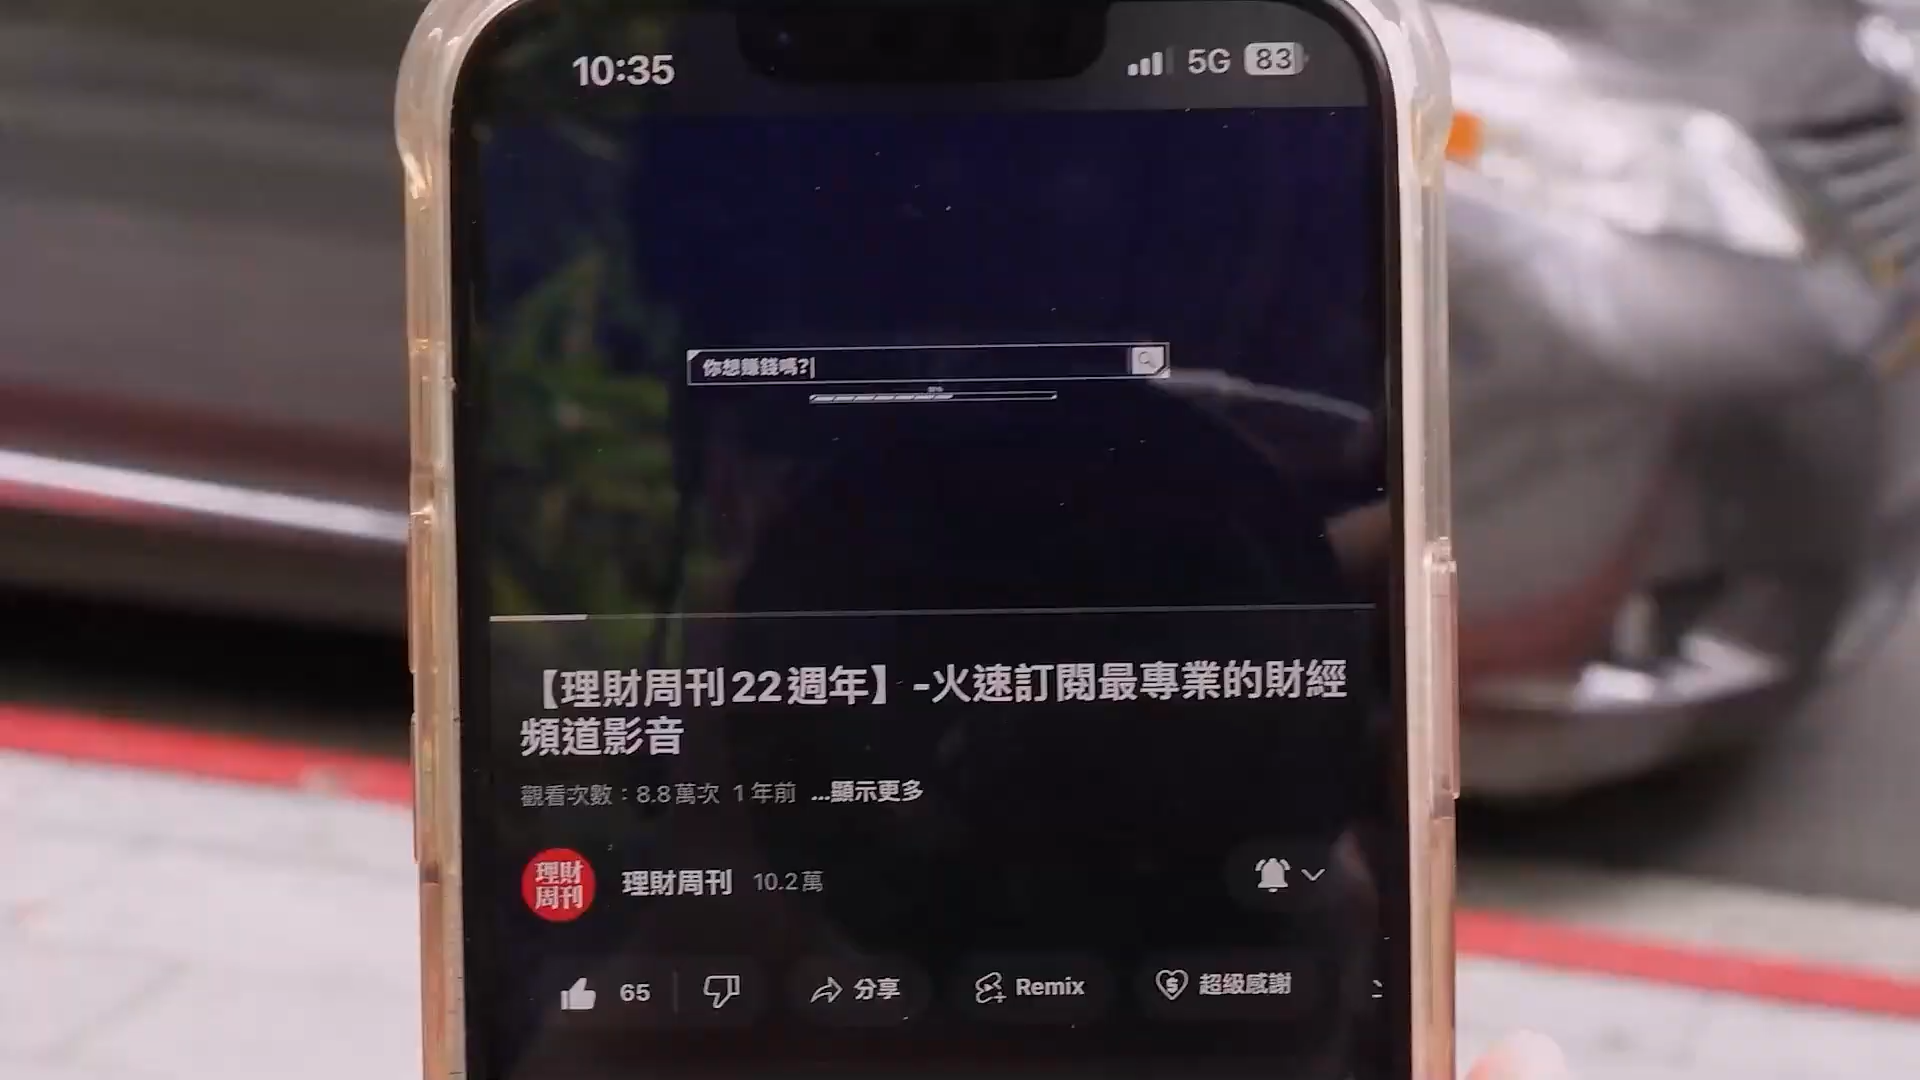 10:35
5G 83
你想賺錢嗎?
【理財周刊22週年】-火速訂閱最專業的財經
頻道影音
觀看次數：8.8萬次 1年前 ...顯示更多
理財
周刊
理財周刊 10.2萬
65 分享 Remix 超級感謝